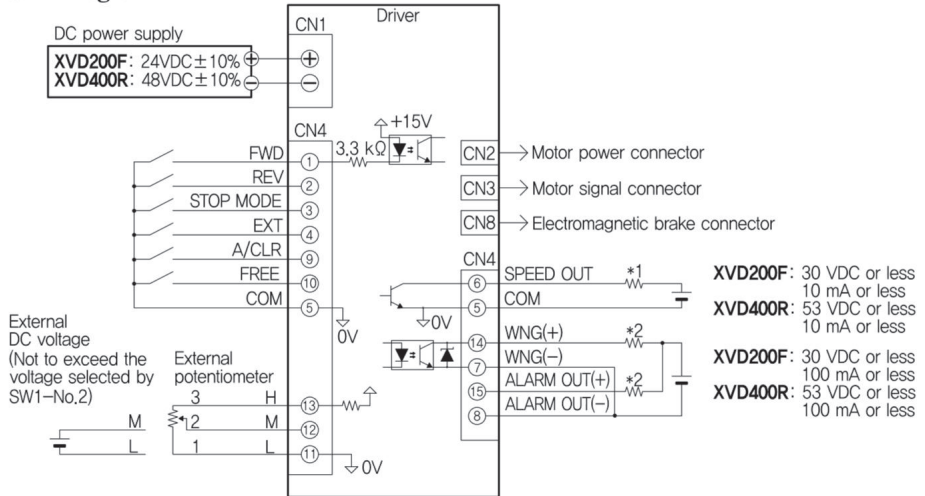 Driver
CN1
DC power supply
XVD200F: 24VDC±10% +
XVD400R: 48VDC±10% −
+
−
CN4
+15V
3.3 kΩ
FWD 1
REV 2
STOP MODE 3
EXT 4
A/CLR 9
FREE 10
COM 5
0V
External
DC voltage
(Not to exceed the
voltage selected by
SW1-No.2)
M
L
External
potentiometer
3 H 13
2 M 12
1 L 11
0V
CN2 Motor power connector
CN3 Motor signal connector
CN8 Electromagnetic brake connector
CN4
6 SPEED OUT *1
5 COM
0V
14 WNG(+) *2
7 WNG(−)
15 ALARM OUT(+) *2
8 ALARM OUT(−)
XVD200F: 30 VDC or less
10 mA or less
XVD400R: 53 VDC or less
10 mA or less
XVD200F: 30 VDC or less
100 mA or less
XVD400R: 53 VDC or less
100 mA or less